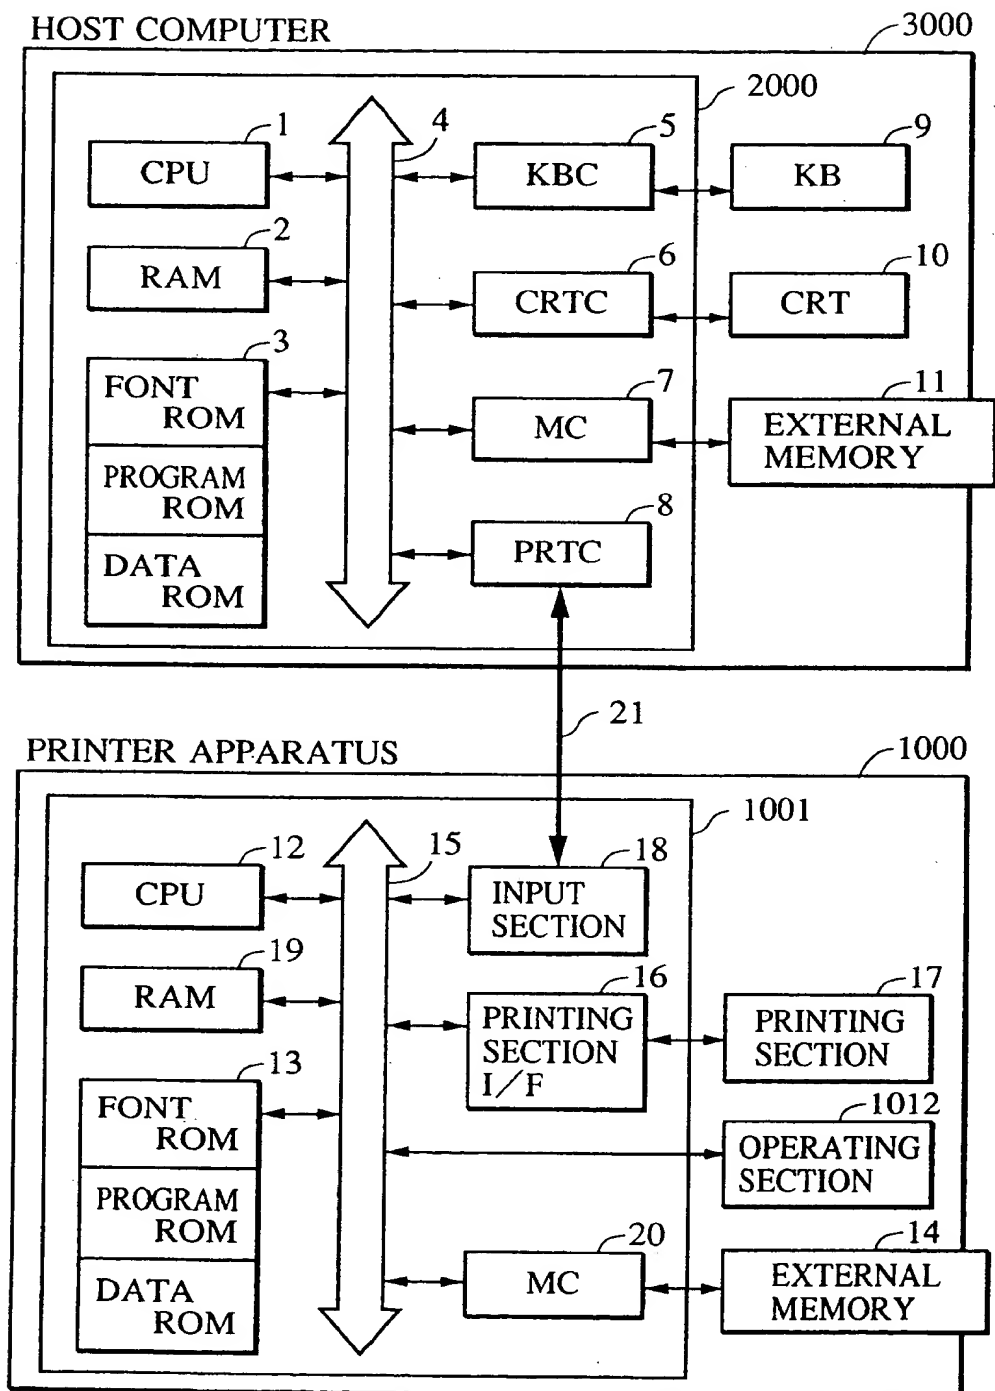 HOST COMPUTER
3000
2000
1
CPU
4
5
KBC
9
KB
2
RAM
6
CRTC
10
CRT
3
FONT
ROM
PROGRAM
ROM
DATA
ROM
7
MC
11
EXTERNAL
MEMORY
8
PRTC
21
PRINTER APPARATUS
1000
1001
12
CPU
15
18
INPUT
SECTION
19
RAM
16
PRINTING
SECTION
I/F
17
PRINTING
SECTION
13
FONT
ROM
PROGRAM
ROM
DATA
ROM
1012
OPERATING
SECTION
20
MC
14
EXTERNAL
MEMORY